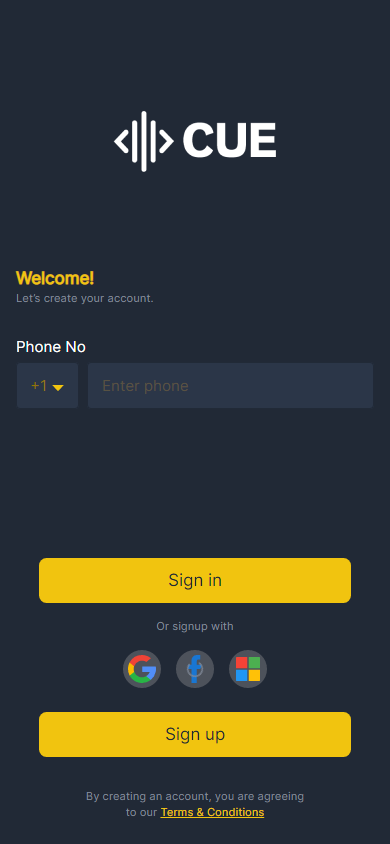 CUE
Welcome!
Let's create your account.
Phone No
+1
Enter phone
Sign in
Or signup with
Sign up
By creating an account, you are agreeing
to our Terms & Conditions